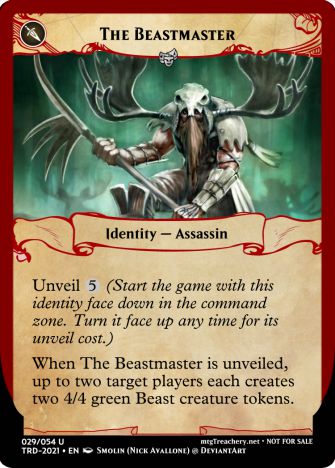 The Beastmaster
Identity — Assassin
Unveil 5 (Start the game with this
identity face down in the command
zone. Turn it face up any time for its
unveil cost.)
When The Beastmaster is unveiled,
up to two target players each creates
two 4/4 green Beast creature tokens.
029/054 U
mtgTreachery.net • NOT FOR SALE
TRD-2021 • EN Smolin (Nick Avallone) @ DeviantArt